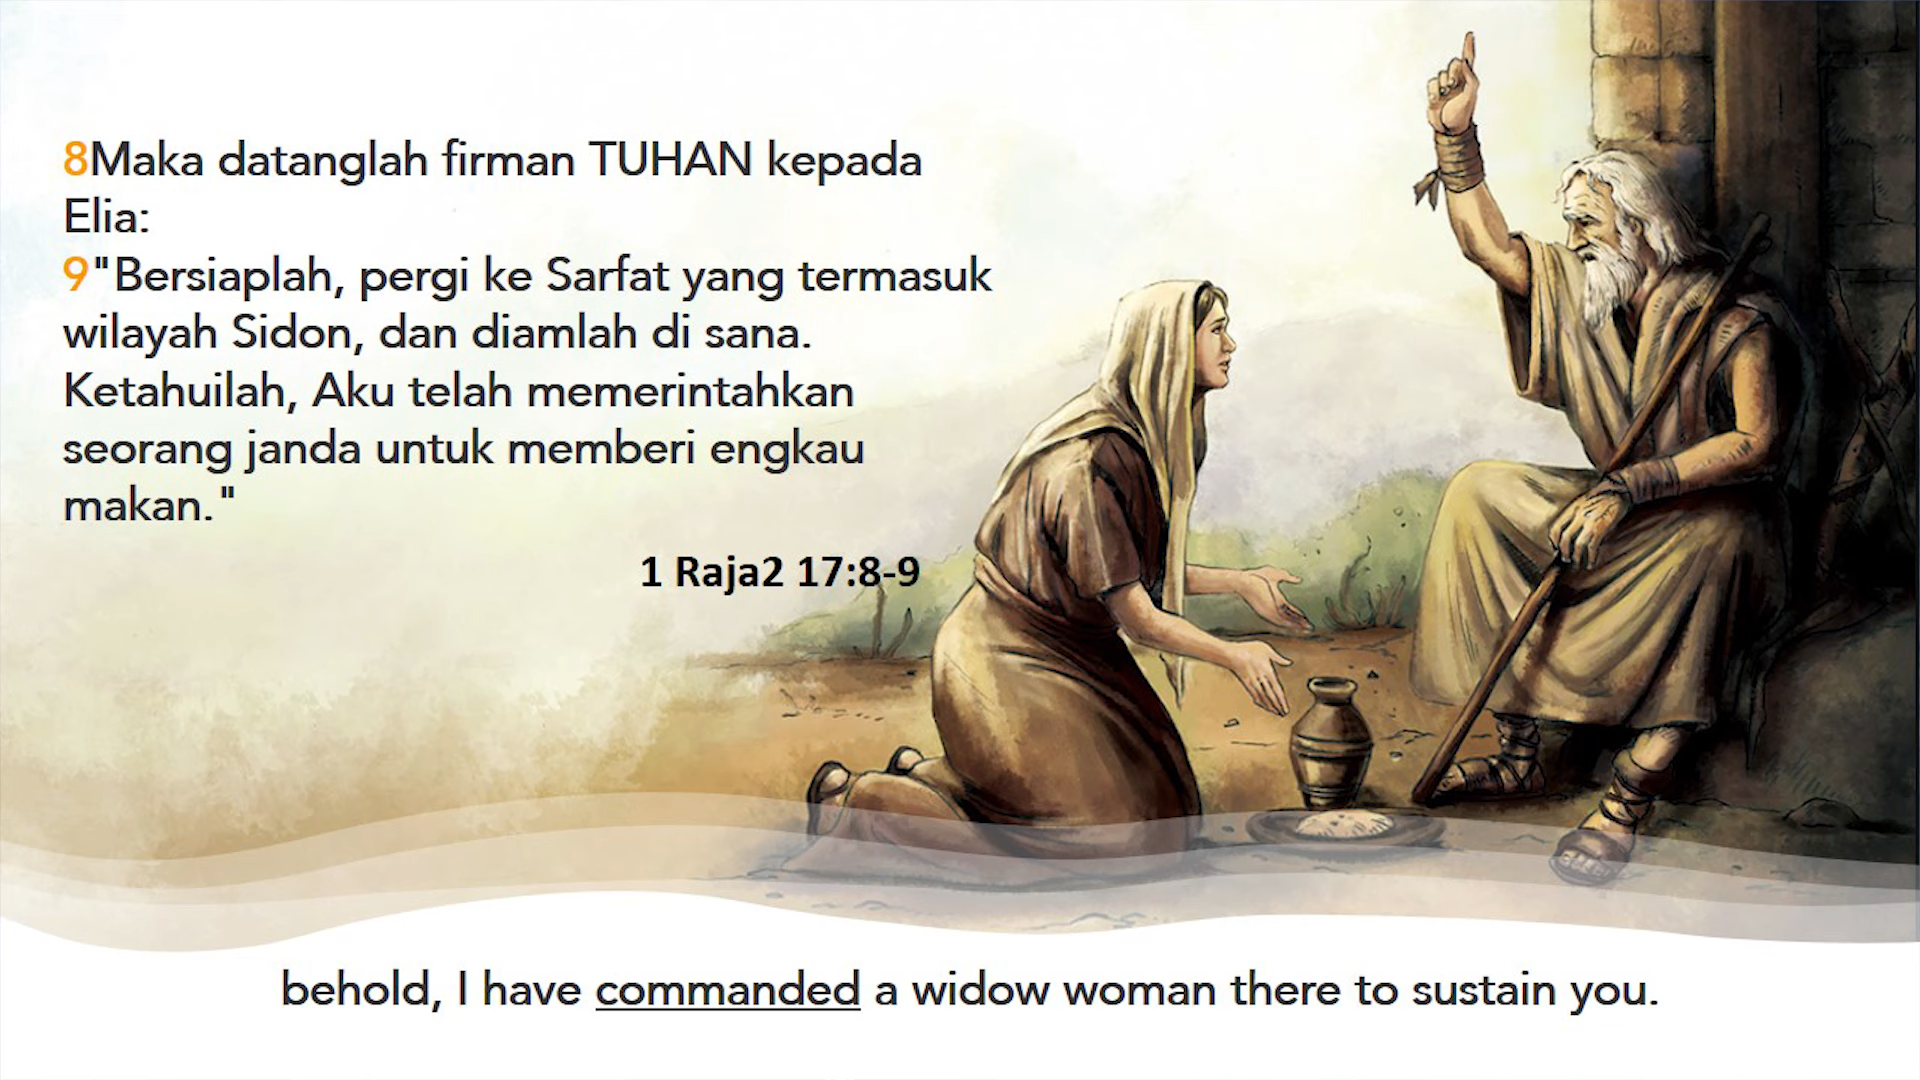 8Maka datanglah firman TUHAN kepada
Elia:
9"Bersiaplah, pergi ke Sarfat yang termasuk
wilayah Sidon, dan diamlah di sana.
Ketahuilah, Aku telah memerintahkan
seorang janda untuk memberi engkau
makan."
1 Raja2 17:8-9
behold, I have commanded a widow woman there to sustain you.